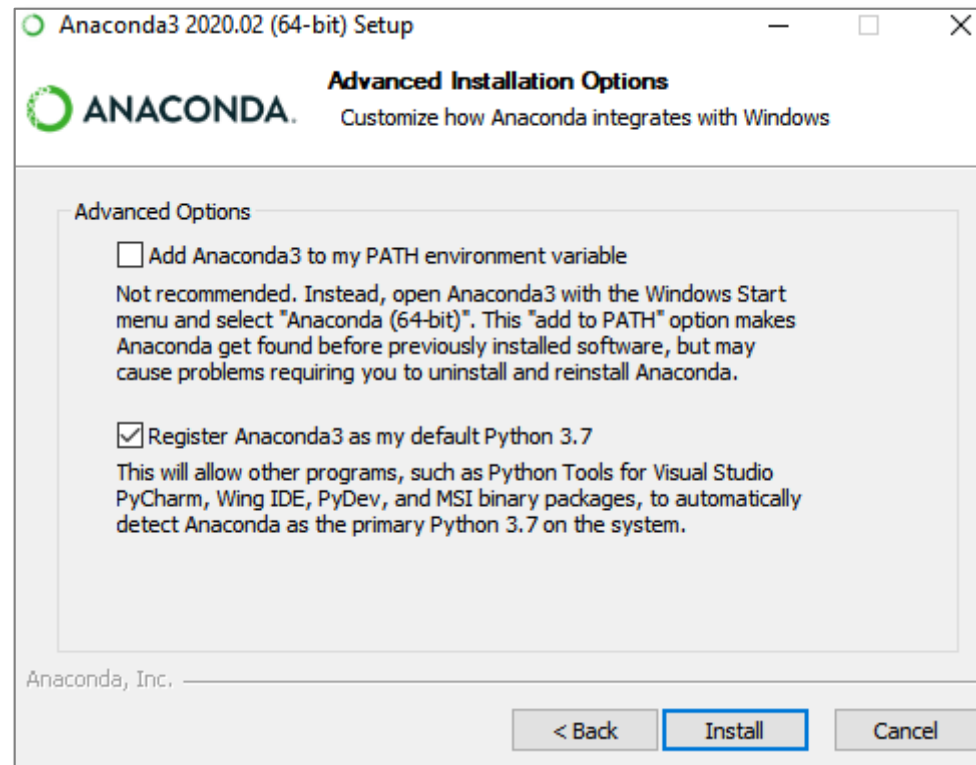 Anaconda3 2020.02 (64-bit) Setup
ANACONDA.
Advanced Installation Options
Customize how Anaconda integrates with Windows
Advanced Options
Add Anaconda3 to my PATH environment variable
Not recommended. Instead, open Anaconda3 with the Windows Start
menu and select "Anaconda (64-bit)". This "add to PATH" option makes
Anaconda get found before previously installed software, but may
cause problems requiring you to uninstall and reinstall Anaconda.
Register Anaconda3 as my default Python 3.7
This will allow other programs, such as Python Tools for Visual Studio
PyCharm, Wing IDE, PyDev, and MSI binary packages, to automatically
detect Anaconda as the primary Python 3.7 on the system.
Anaconda, Inc.
< Back Install Cancel